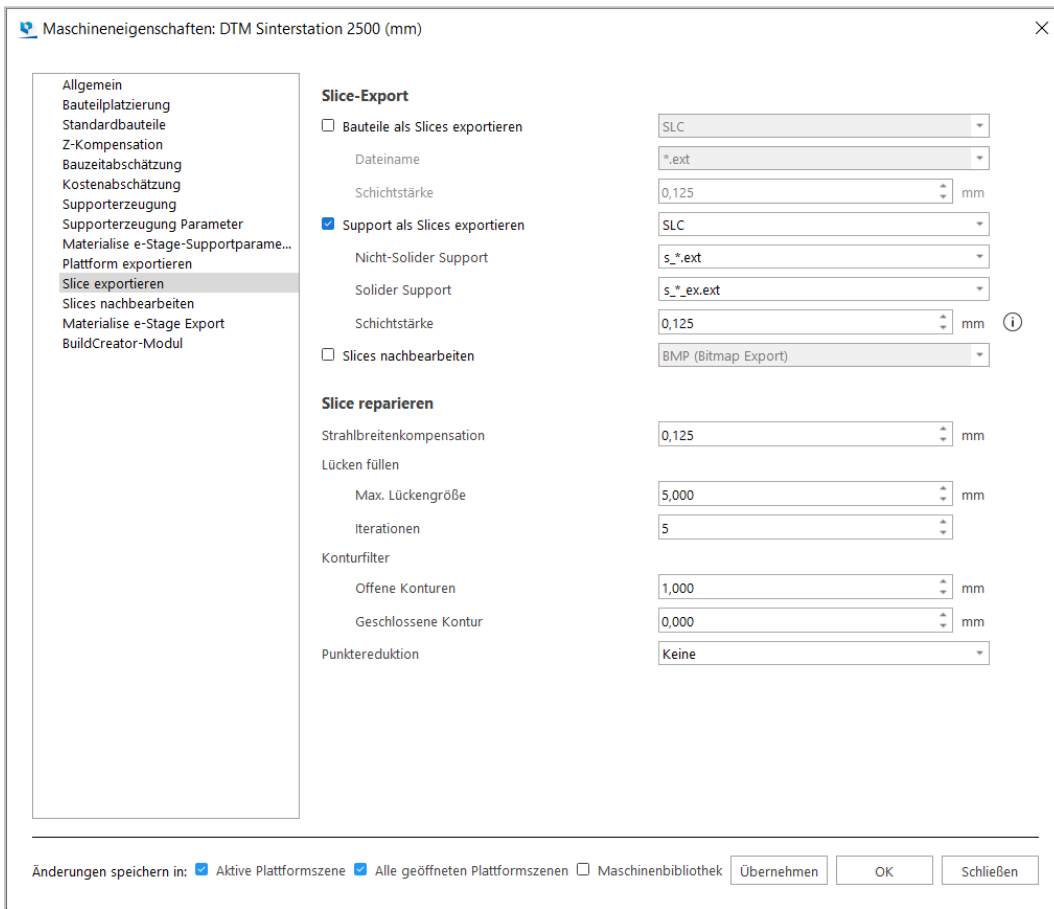 Maschineneigenschaften: DTM Sinterstation 2500 (mm)
Allgemein
Bauteilplatzierung
Standardbauteile
Z-Kompensation
Bauzeitabschätzung
Kostenabschätzung
Supporterzeugung
Supporterzeugung Parameter
Materialise e-Stage-Supportparame...
Plattform exportieren
Slice exportieren
Slices nachbearbeiten
Materialise e-Stage Export
BuildCreator-Modul
Slice-Export
Bauteile als Slices exportieren SLC
Dateiname *.ext
Schichtstärke 0,125 mm
Support als Slices exportieren SLC
Nicht-Solider Support s_*.ext
Solider Support s_*_ex.ext
Schichtstärke 0,125 mm
Slices nachbearbeiten BMP (Bitmap Export)
Slice reparieren
Strahlbreitenkompensation 0,125 mm
Lücken füllen
Max. Lückengröße 5,000 mm
Iterationen 5
Konturfilter
Offene Konturen 1,000 mm
Geschlossene Kontur 0,000 mm
Punktereduktion Keine
Änderungen speichern in: Aktive Plattformszene Alle geöffneten Plattformszenen Maschinenbibliothek Übernehmen OK Schließen